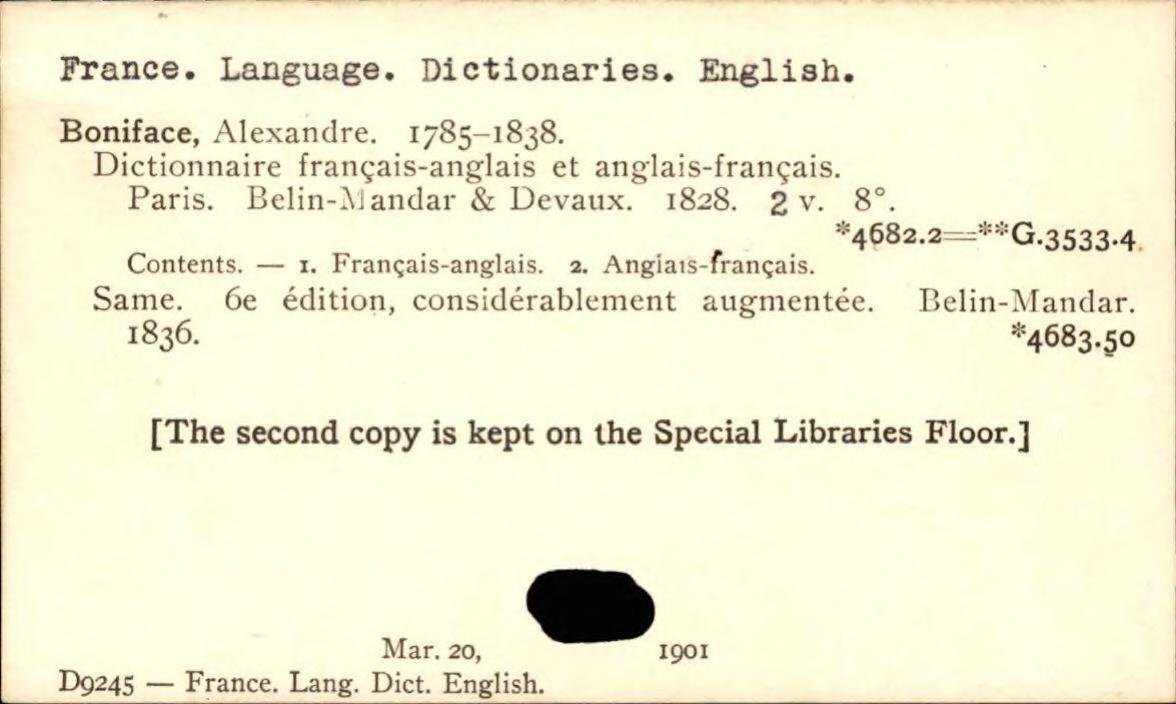 France. Language. Dictionaries. English.
Boniface, Alexandre. 1785–1838.
Dictionnaire français-anglais et anglais-français.
Paris. Belin-Mandar & Devaux. 1828. 2 v. 8°.
*4682.2=**G.3533.4
Contents. — 1. Français-anglais. 2. Anglais-français.
Same. 6e édition, considérablement augmentée. Belin-Mandar.
1836. *4683.50
[The second copy is kept on the Special Libraries Floor.]
Mar. 20, 1901
D9245 — France. Lang. Dict. English.